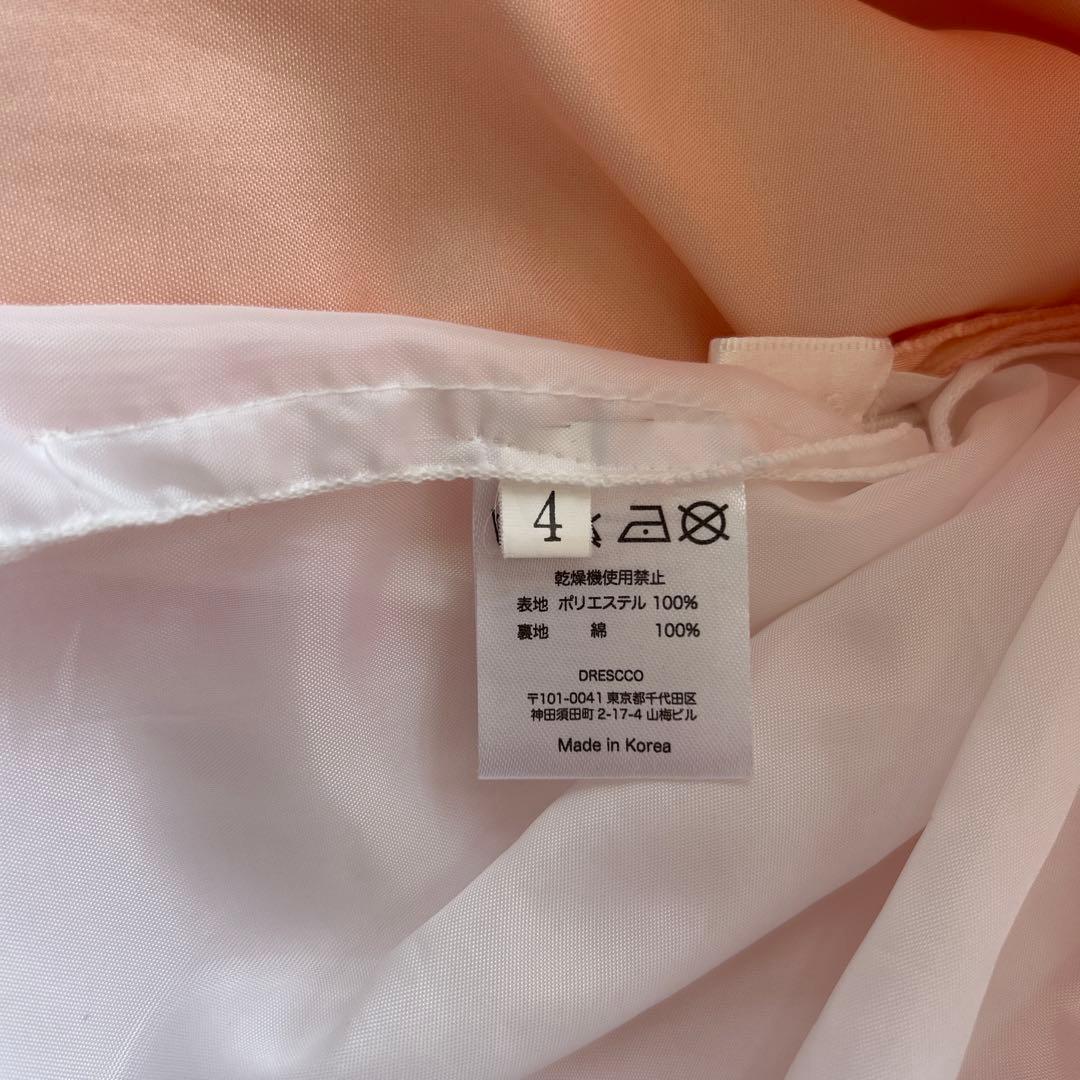 4
乾燥機使用禁止
表地 ポリエステル 100%
裏地 綿 100%
DRESCCO
〒101-0041 東京都千代田区
神田須田町 2-17-4 山梅ビル
Made in Korea